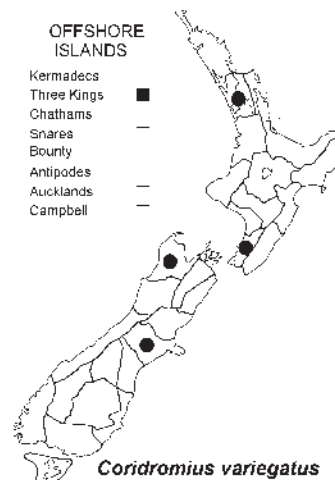 OFFSHORE
ISLANDS
Kermadecs
Three Kings ■
Chathams
Snares —
Bounty
Antipodes
Aucklands —
Campbell —
Coridromius variegatus